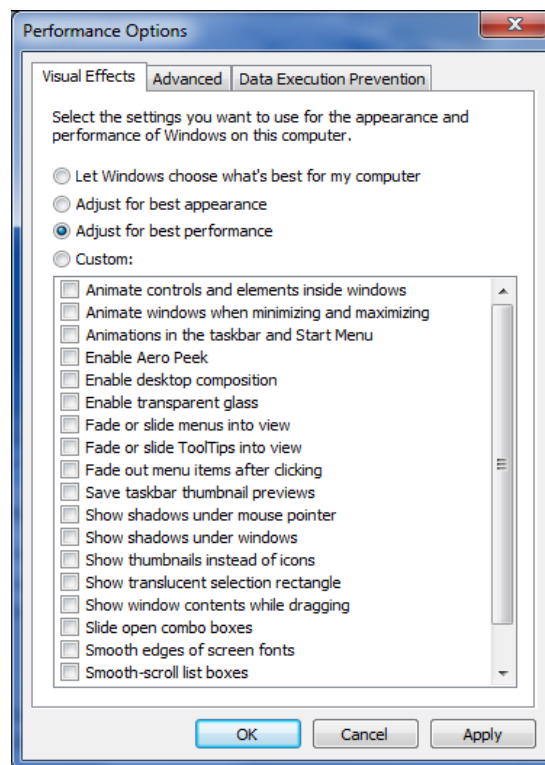 Performance Options
Visual Effects
Advanced
Data Execution Prevention
Select the settings you want to use for the appearance and
performance of Windows on this computer.
Let Windows choose what's best for my computer
Adjust for best appearance
Adjust for best performance
Custom:
Animate controls and elements inside windows
Animate windows when minimizing and maximizing
Animations in the taskbar and Start Menu
Enable Aero Peek
Enable desktop composition
Enable transparent glass
Fade or slide menus into view
Fade or slide ToolTips into view
Fade out menu items after clicking
Save taskbar thumbnail previews
Show shadows under mouse pointer
Show shadows under windows
Show thumbnails instead of icons
Show translucent selection rectangle
Show window contents while dragging
Slide open combo boxes
Smooth edges of screen fonts
Smooth-scroll list boxes
OK
Cancel
Apply